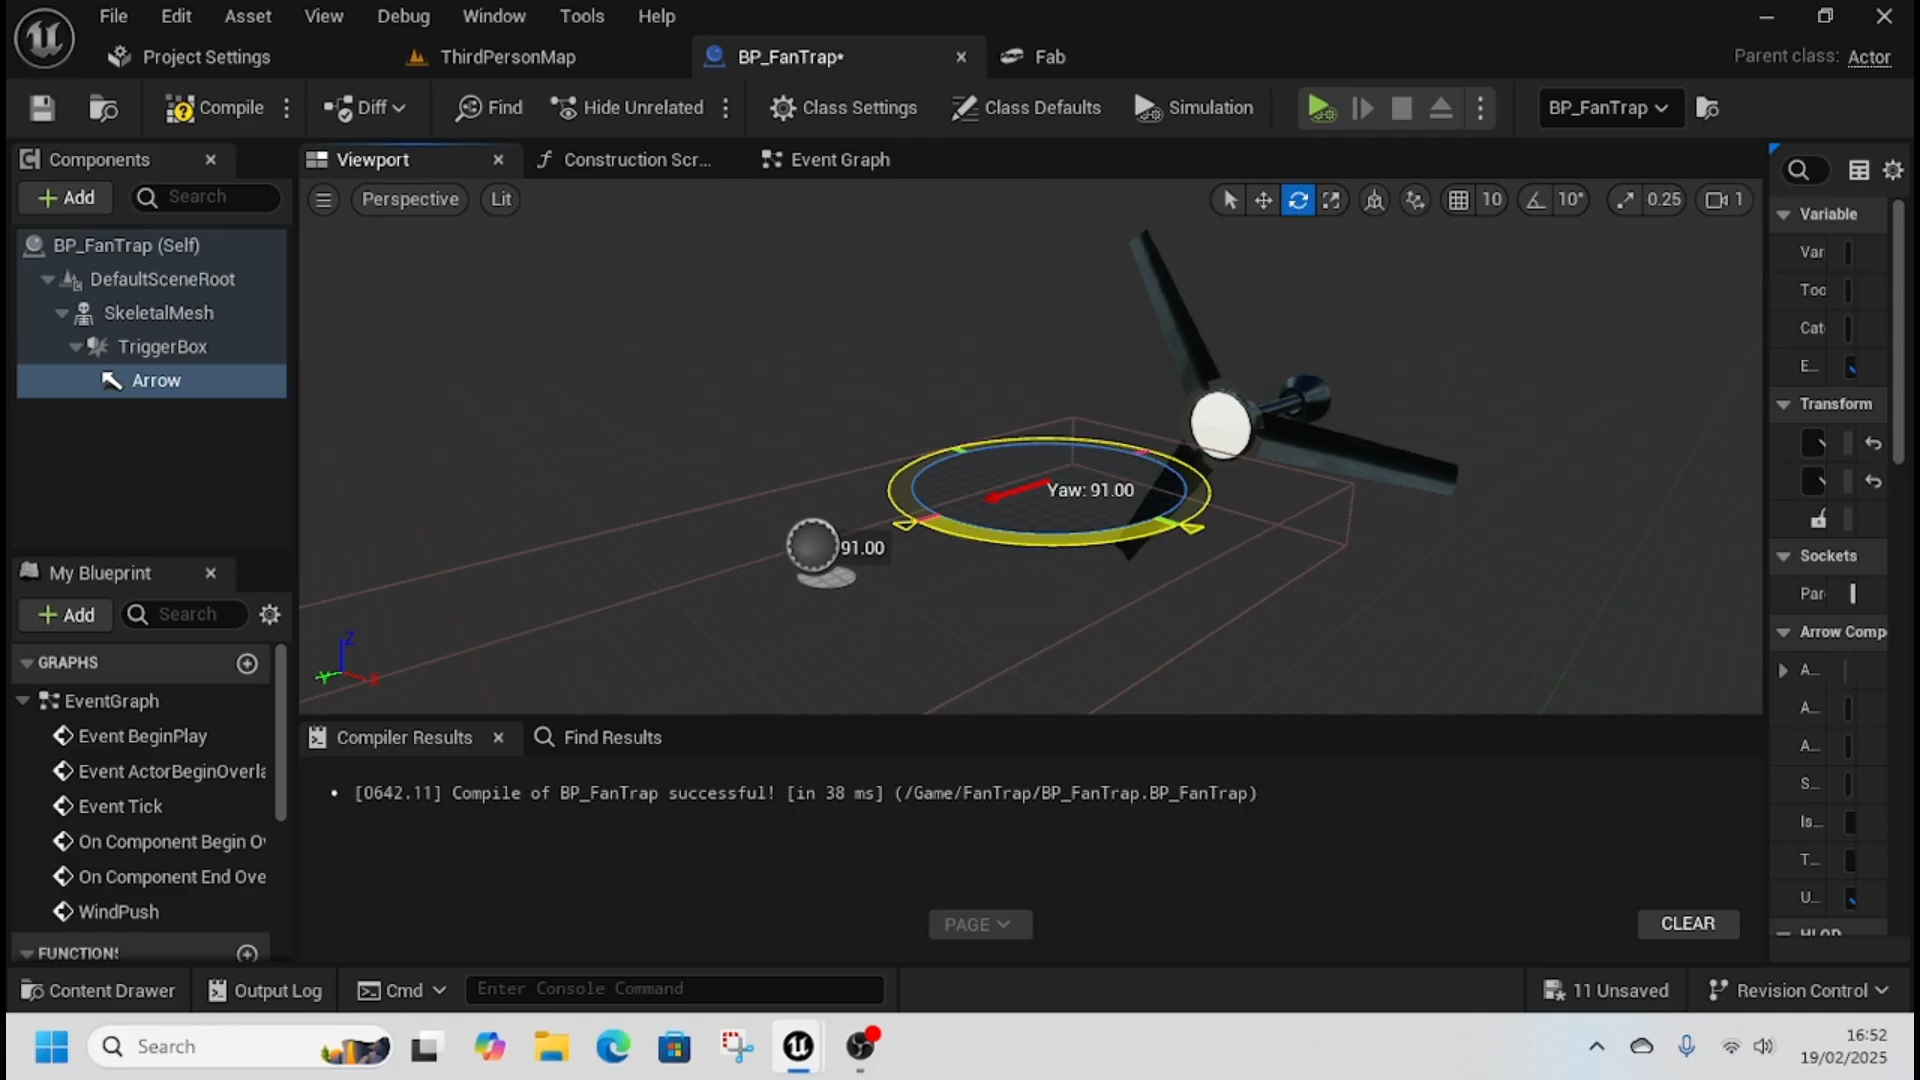 File Edit Asset View Debug Window Tools Help
Project Settings
ThirdPersonMap
BP_FanTrap*
Fab
Parent class: Actor
Compile
Diff
Find
Hide Unrelated
Class Settings
Class Defaults
Simulation
BP_FanTrap
Components
Add
Search
BP_FanTrap (Self)
DefaultSceneRoot
SkeletalMesh
TriggerBox
Arrow
Viewport
Construction Scr...
Event Graph
Perspective
Lit
10
10°
0.25
1
Yaw: 91.00
91.00
Z
Y
X
Variable
Var
Too
Cat
E...
Transform
Sockets
Par
Arrow Comp
A...
A...
A...
S...
Is...
T...
U...
My Blueprint
Add
Search
GRAPHS
EventGraph
Event BeginPlay
Event ActorBeginOverla
Event Tick
On Component Begin O
On Component End Ove
WindPush
FUNCTIONS
Compiler Results
Find Results
• [0642.11] Compile of BP_FanTrap successful! [in 38 ms] (/Game/FanTrap/BP_FanTrap.BP_FanTrap)
PAGE
CLEAR
Content Drawer
Output Log
Cmd
Enter Console Command
11 Unsaved
Revision Control
Search
16:52
19/02/2025